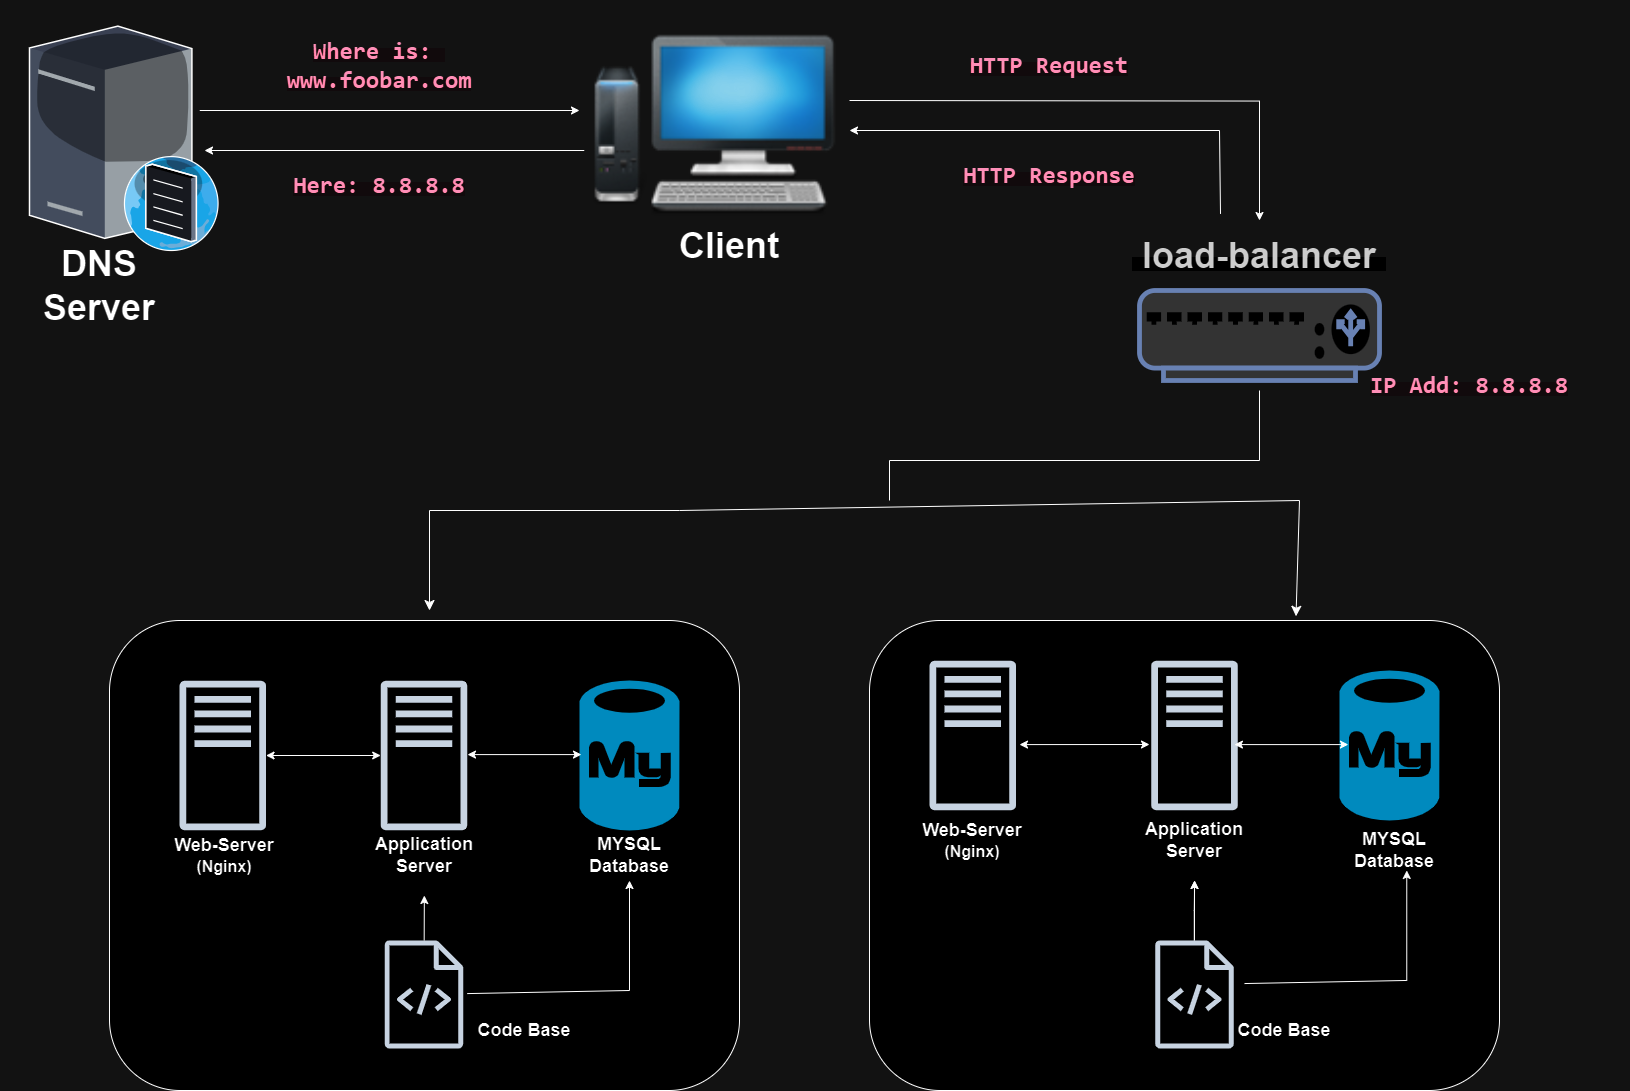 Where is:
www.foobar.com
Here: 8.8.8.8
DNS
Server
Client
HTTP Request
HTTP Response
load-balancer
IP Add: 8.8.8.8
Web-Server
(Nginx)
Application
Server
My
MYSQL
Database
</>
Code Base
Web-Server
(Nginx)
Application
Server
My
MYSQL
Database
</>
Code Base